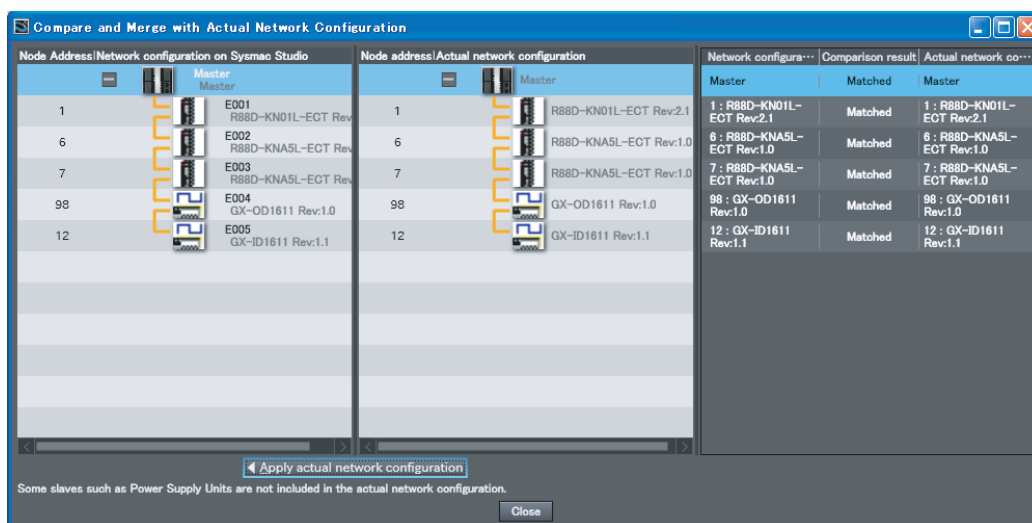 Compare and Merge with Actual Network Configuration
Node Address|Network configuration on Sysmac Studio
Master
Master
1
E001
R88D-KN01L-ECT Rev
6
E002
R88D-KNA5L-ECT Rev
7
E003
R88D-KNA5L-ECT Rev
98
E004
GX-OD1611 Rev:1.0
12
E005
GX-ID1611 Rev:1.1
Node address|Actual network configuration
Master
1 R88D-KN01L-ECT Rev:2.1
6 R88D-KNA5L-ECT Rev:1.0
7 R88D-KNA5L-ECT Rev:1.0
98 GX-OD1611 Rev:1.0
12 GX-ID1611 Rev:1.1
Network configura··· Comparison result Actual network co···
Master Matched Master
1 : R88D-KN01L-
ECT Rev:2.1
Matched
1 : R88D-KN01L-
ECT Rev:2.1
6 : R88D-KNA5L-
ECT Rev:1.0
Matched
6 : R88D-KNA5L-
ECT Rev:1.0
7 : R88D-KNA5L-
ECT Rev:1.0
Matched
7 : R88D-KNA5L-
ECT Rev:1.0
98 : GX-OD1611
Rev:1.0
Matched
98 : GX-OD1611
Rev:1.0
12 : GX-ID1611
Rev:1.1
Matched
12 : GX-ID1611
Rev:1.1
Apply actual network configuration
Some slaves such as Power Supply Units are not included in the actual network configuration.
Close